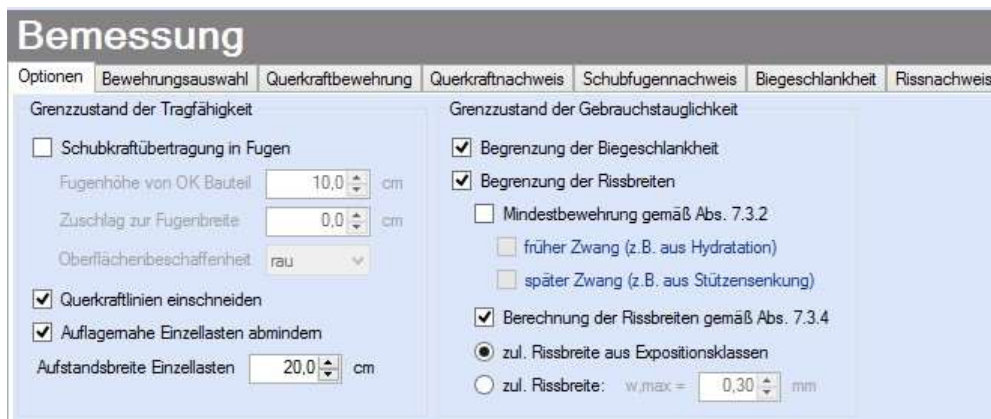 Bemessung
Optionen Bewehrungsauswahl Querkraftbewehrung Querkraftnachweis Schubfugennachweis Biegeschlankheit Rissnachweis
Grenzzustand der Tragfähigkeit
Schubkraftübertragung in Fugen
Fugenhöhe von OK Bauteil 10,0 cm
Zuschlag zur Fugenbreite 0,0 cm
Oberflächenbeschaffenheit rau
Querkraftlinien einschneiden
Auflagernahe Einzellasten abmindern
Aufstandsbreite Einzellasten 20,0 cm
Grenzzustand der Gebrauchstauglichkeit
Begrenzung der Biegeschlankheit
Begrenzung der Rissbreiten
Mindestbewehrung gemäß Abs. 7.3.2
früher Zwang (z.B. aus Hydratation)
später Zwang (z.B. aus Stützensenkung)
Berechnung der Rissbreiten gemäß Abs. 7.3.4
zul. Rissbreite aus Expositionsklassen
zul. Rissbreite: w,max = 0,30 mm